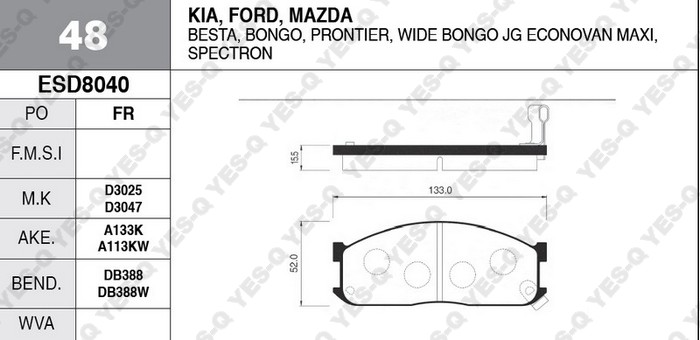 48
KIA, FORD, MAZDA
BESTA, BONGO, PRONTIER, WIDE BONGO JG ECONOVAN MAXI,
SPECTRON
ESD8040
PO FR
F.M.S.I
M.K D3025
D3047
AKE. A133K
A113KW
BEND. DB388
DB388W
WVA
15.5
133.0
52.0
YES-Q YES-Q YES-Q YES-Q